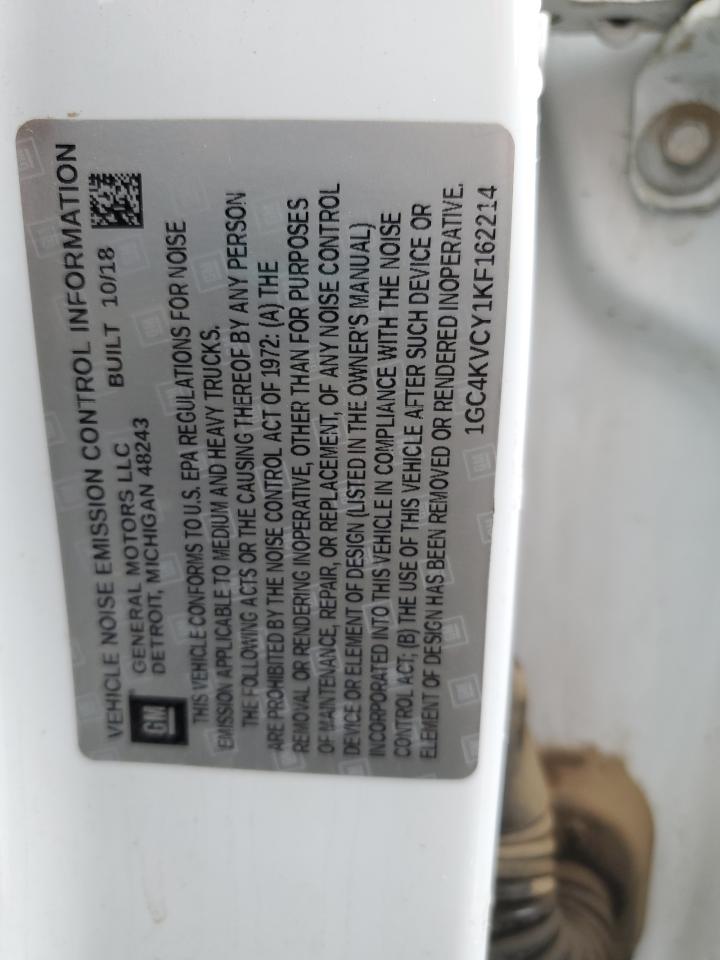 VEHICLE NOISE EMISSION CONTROL INFORMATION
GM
GENERAL MOTORS LLC
DETROIT, MICHIGAN 48243
BUILT 10/18
THIS VEHICLE CONFORMS TO U.S. EPA REGULATIONS FOR NOISE
EMISSION APPLICABLE TO MEDIUM AND HEAVY TRUCKS.
THE FOLLOWING ACTS OR THE CAUSING THEREOF BY ANY PERSON
ARE PROHIBITED BY THE NOISE CONTROL ACT OF 1972: (A) THE
REMOVAL OR RENDERING INOPERATIVE, OTHER THAN FOR PURPOSES
OF MAINTENANCE, REPAIR, OR REPLACEMENT, OF ANY NOISE CONTROL
DEVICE OR ELEMENT OF DESIGN (LISTED IN THE OWNER'S MANUAL)
INCORPORATED INTO THIS VEHICLE IN COMPLIANCE WITH THE NOISE
CONTROL ACT; (B) THE USE OF THIS VEHICLE AFTER SUCH DEVICE OR
ELEMENT OF DESIGN HAS BEEN REMOVED OR RENDERED INOPERATIVE.
1GC4KVCY1KF162214